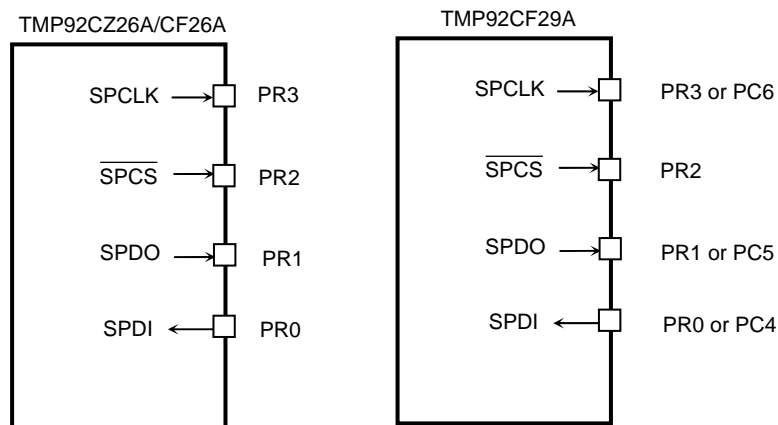 TMP92CZ26A/CF26A
SPCLK PR3
SPCS PR2
SPDO PR1
SPDI PR0
TMP92CF29A
SPCLK PR3 or PC6
SPCS PR2
SPDO PR1 or PC5
SPDI PR0 or PC4